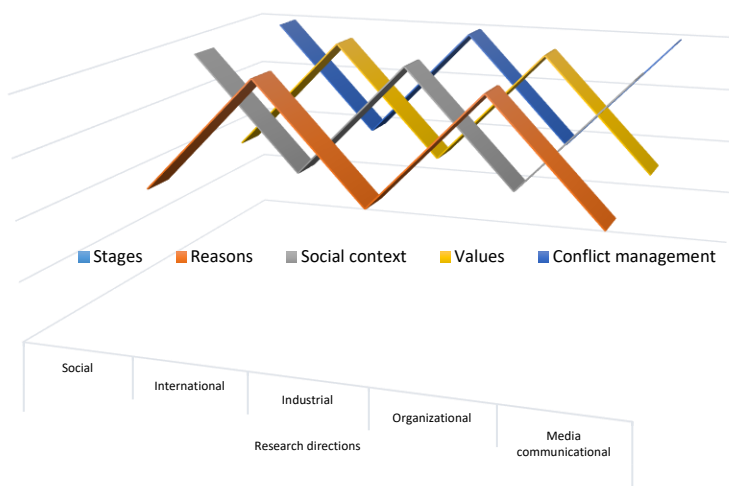 Stages Reasons Social context Values Conflict management
Social
International
Industrial
Organizational
Media
communicational
Research directions